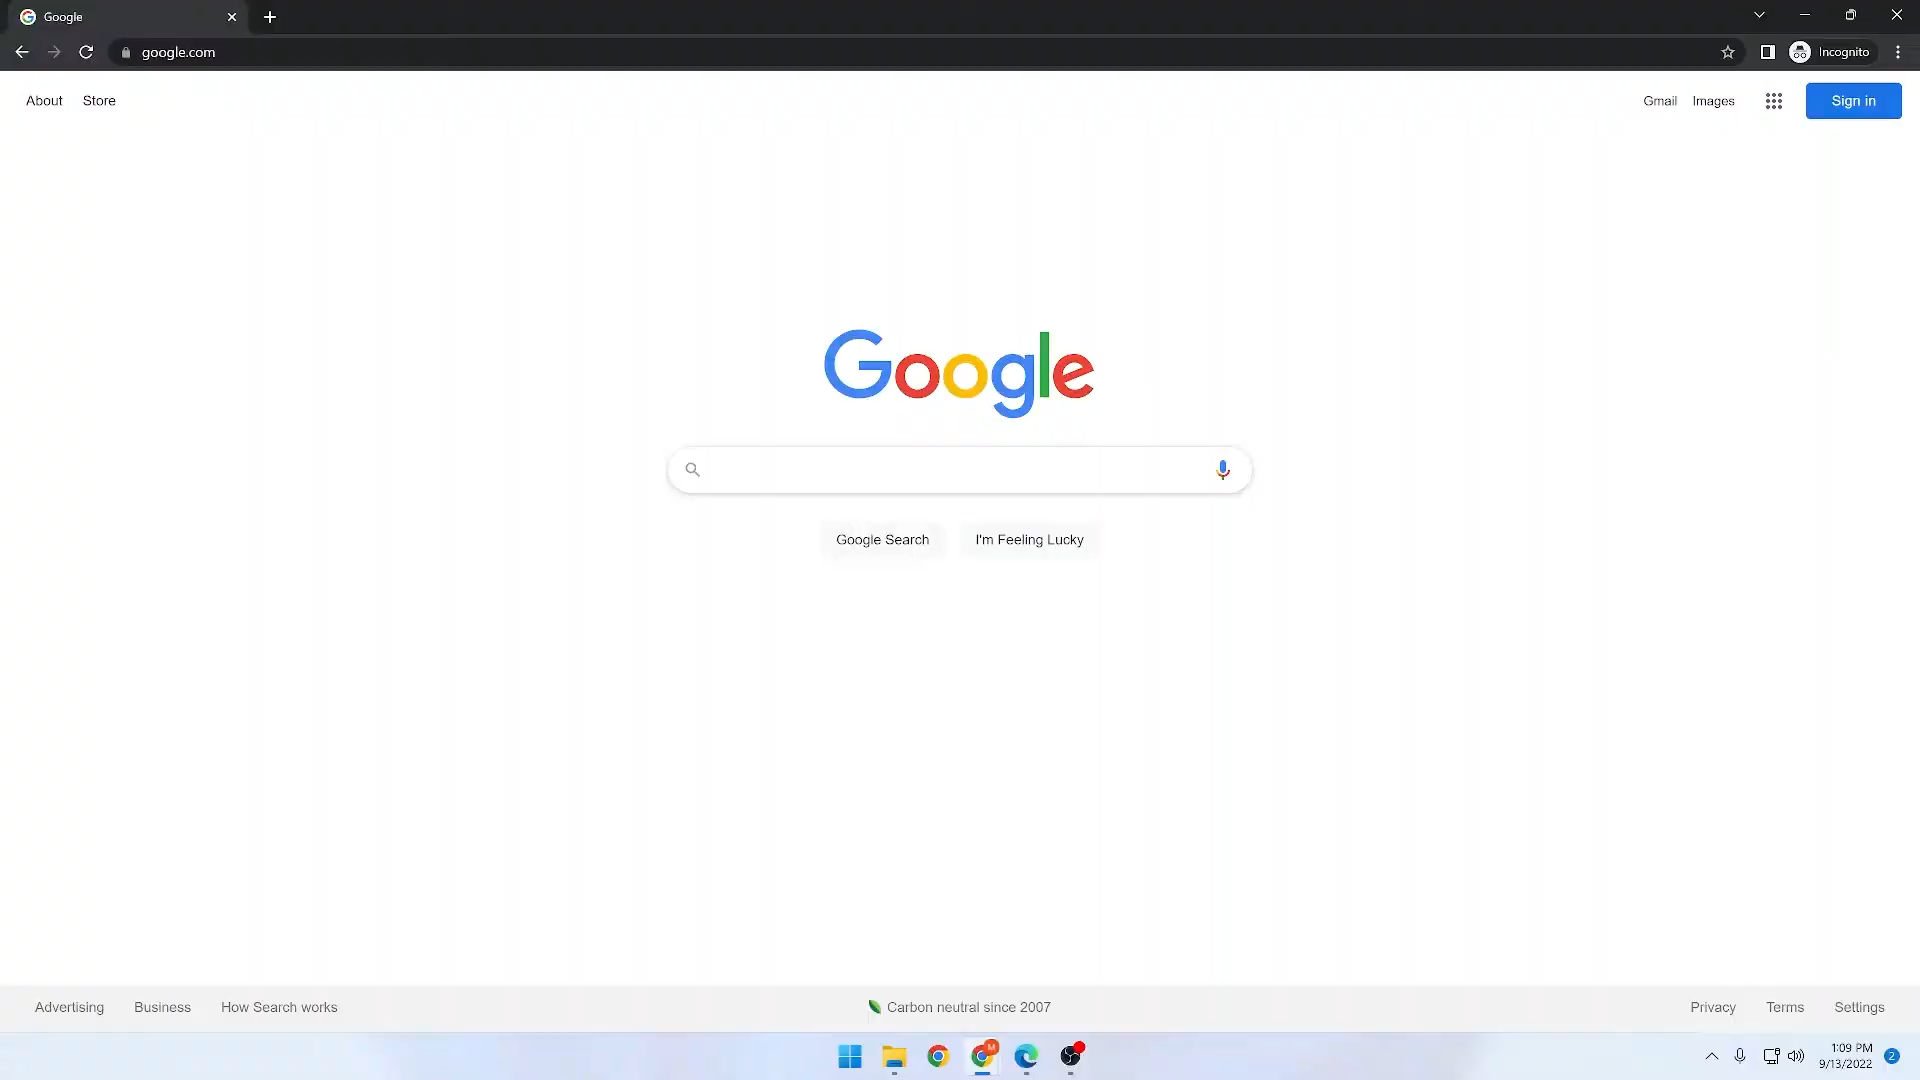 Google
google.com
Incognito
About Store
Gmail Images Sign in
Google
Google Search I'm Feeling Lucky
Advertising Business How Search works
Carbon neutral since 2007
Privacy Terms Settings
M
1:09 PM
9/13/2022
2